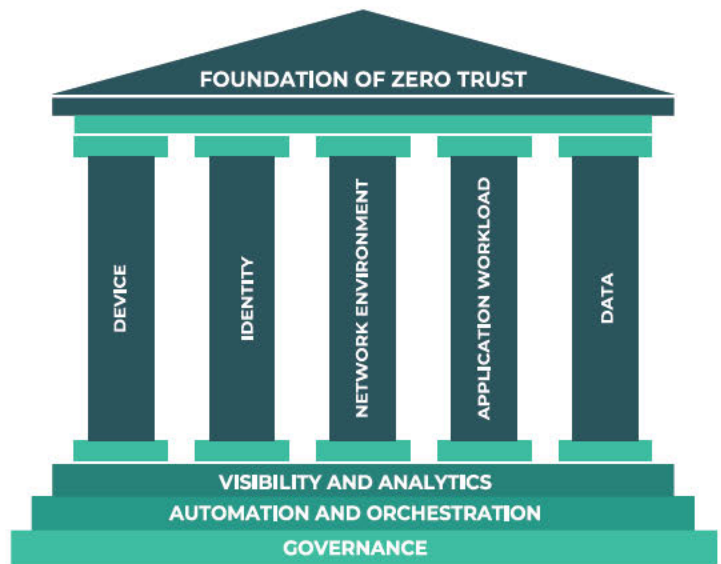 FOUNDATION OF ZERO TRUST
DEVICE
IDENTITY
NETWORK ENVIRONMENT
APPLICATION WORKLOAD
DATA
VISIBILITY AND ANALYTICS
AUTOMATION AND ORCHESTRATION
GOVERNANCE